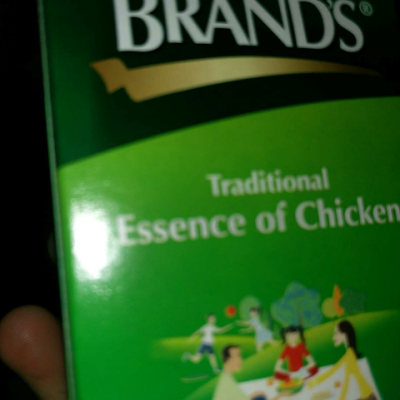 BRAND'S®
Traditional
Essence of Chicken